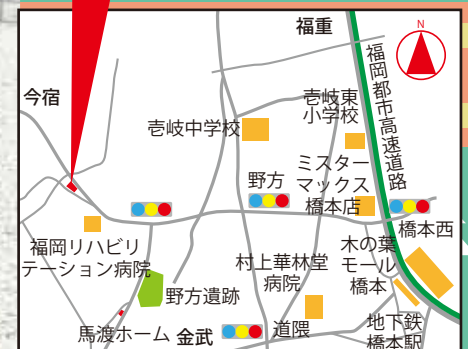 福重
N
今宿
福岡都市高速道路
壱岐東
小学校
壱岐中学校
ミスター
マックス
橋本店
野方
橋本西
福岡リハビリ
テーション病院
村上華林堂
病院
木の葉
モール
橋本
野方遺跡
馬渡ホーム
金武
道隈
地下鉄
橋本駅